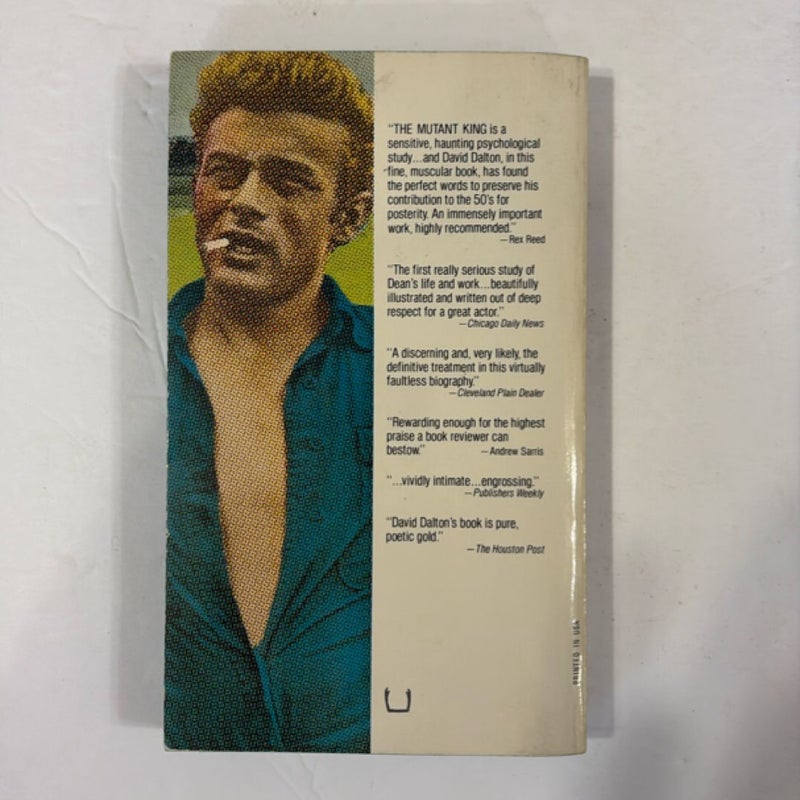 "THE MUTANT KING is a
sensitive, haunting psychological
study...and David Dalton, in this
fine, muscular book, has found
the perfect words to preserve his
contribution to the 50's for
posterity. An immensely important
work, highly recommended."
—Rex Reed
"The first really serious study of
Dean's life and work...beautifully
illustrated and written out of deep
respect for a great actor."
—Chicago Daily News
"A discerning and, very likely, the
definitive treatment in this virtually
faultless biography."
—Cleveland Plain Dealer
"Rewarding enough for the highest
praise a book reviewer can
bestow." —Andrew Sarris
"...vividly intimate...engrossing."
—Publishers Weekly
"David Dalton's book is pure,
poetic gold."
—The Houston Post
PRINTED IN USA